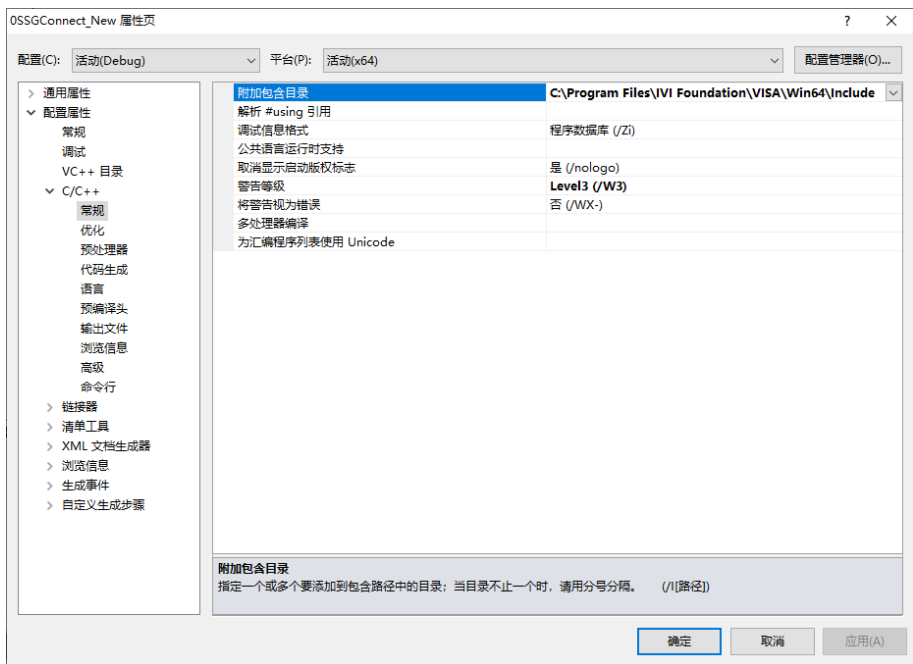 0SSGConnect_New 属性页
?
配置(C): 活动(Debug) 平台(P): 活动(x64) 配置管理器(O)...
通用属性
配置属性
常规
调试
VC++ 目录
C/C++
常规
优化
预处理器
代码生成
语言
预编译头
输出文件
浏览信息
高级
命令行
链接器
清单工具
XML 文档生成器
浏览信息
生成事件
自定义生成步骤
附加包含目录 C:\Program Files\IVI Foundation\VISA\Win64\Include
解析 #using 引用
调试信息格式 程序数据库 (/Zi)
公共语言运行时支持
取消显示启动版权标志 是 (/nologo)
警告等级 Level3 (/W3)
将警告视为错误 否 (/WX-)
多处理器编译
为汇编程序列表使用 Unicode
附加包含目录
指定一个或多个要添加到包含路径中的目录；当目录不止一个时，请用分号分隔。 (/I[路径])
确定 取消 应用(A)